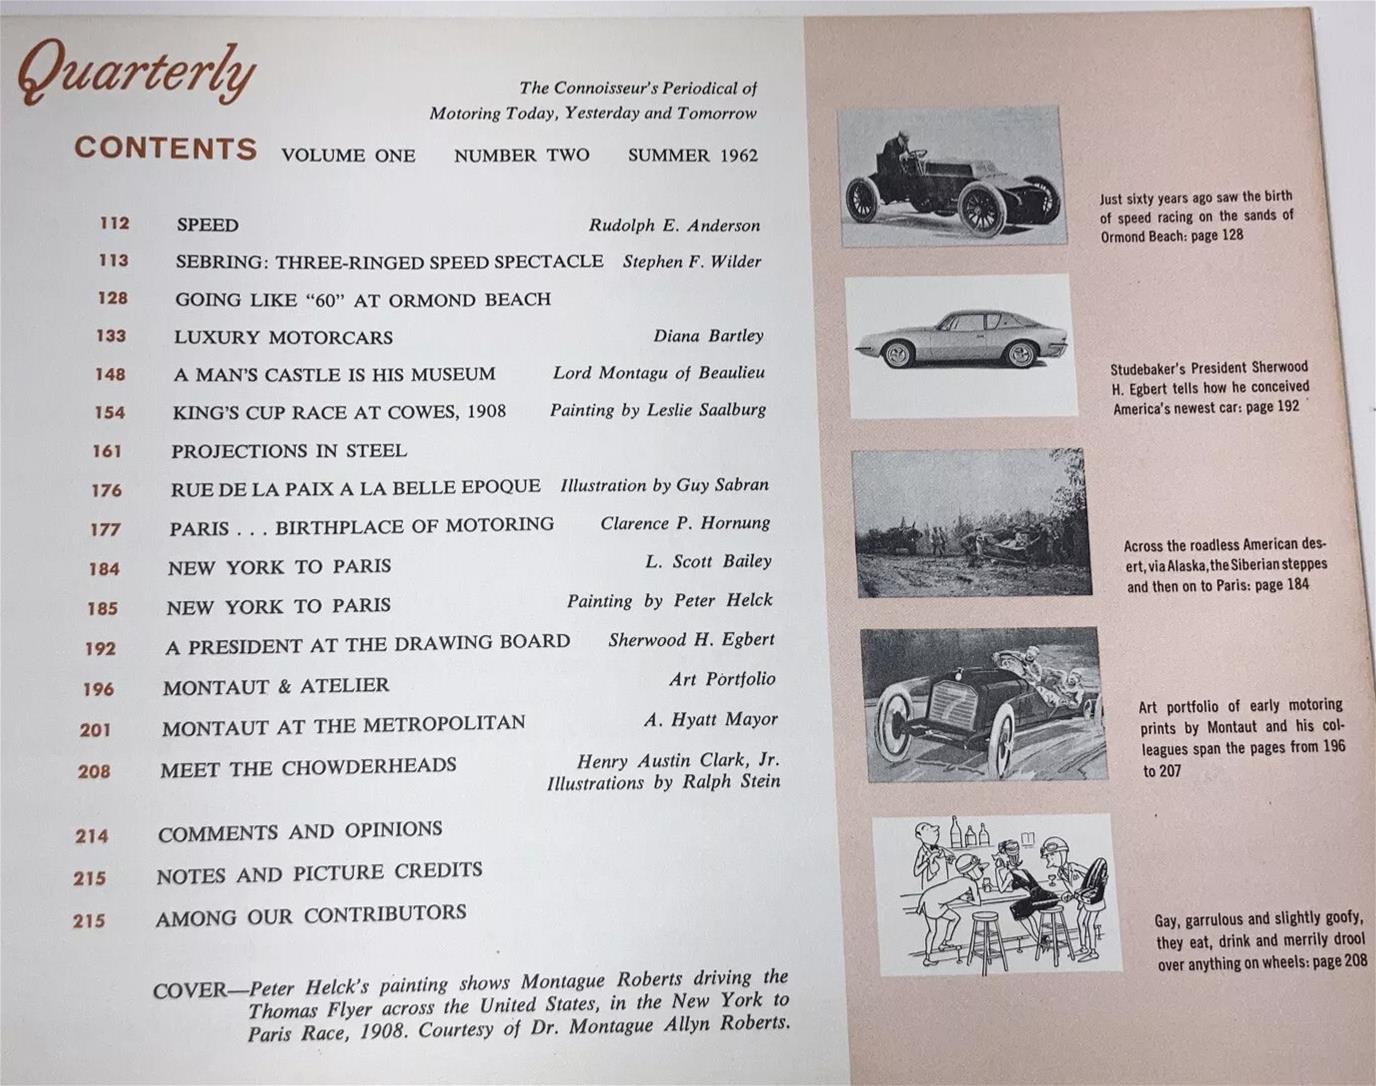 Quarterly
The Connoisseur's Periodical of
Motoring Today, Yesterday and Tomorrow
CONTENTS VOLUME ONE NUMBER TWO SUMMER 1962
112 SPEED Rudolph E. Anderson
113 SEBRING: THREE-RINGED SPEED SPECTACLE Stephen F. Wilder
128 GOING LIKE "60" AT ORMOND BEACH
133 LUXURY MOTORCARS Diana Bartley
148 A MAN'S CASTLE IS HIS MUSEUM Lord Montagu of Beaulieu
154 KING'S CUP RACE AT COWES, 1908 Painting by Leslie Saalburg
161 PROJECTIONS IN STEEL
176 RUE DE LA PAIX A LA BELLE EPOQUE Illustration by Guy Sabran
177 PARIS . . . BIRTHPLACE OF MOTORING Clarence P. Hornung
184 NEW YORK TO PARIS L. Scott Bailey
185 NEW YORK TO PARIS Painting by Peter Helck
192 A PRESIDENT AT THE DRAWING BOARD Sherwood H. Egbert
196 MONTAUT & ATELIER Art Portfolio
201 MONTAUT AT THE METROPOLITAN A. Hyatt Mayor
208 MEET THE CHOWDERHEADS Henry Austin Clark, Jr.
Illustrations by Ralph Stein
214 COMMENTS AND OPINIONS
215 NOTES AND PICTURE CREDITS
215 AMONG OUR CONTRIBUTORS
COVER—Peter Helck's painting shows Montague Roberts driving the
Thomas Flyer across the United States, in the New York to
Paris Race, 1908. Courtesy of Dr. Montague Allyn Roberts.
Just sixty years ago saw the birth
of speed racing on the sands of
Ormond Beach: page 128
Studebaker's President Sherwood
H. Egbert tells how he conceived
America's newest car: page 192
Across the roadless American des-
ert, via Alaska, the Siberian steppes
and then on to Paris: page 184
7
Art portfolio of early motoring
prints by Montaut and his col-
leagues span the pages from 196
to 207
Gay, garrulous and slightly goofy,
they eat, drink and merrily drool
over anything on wheels: page 208